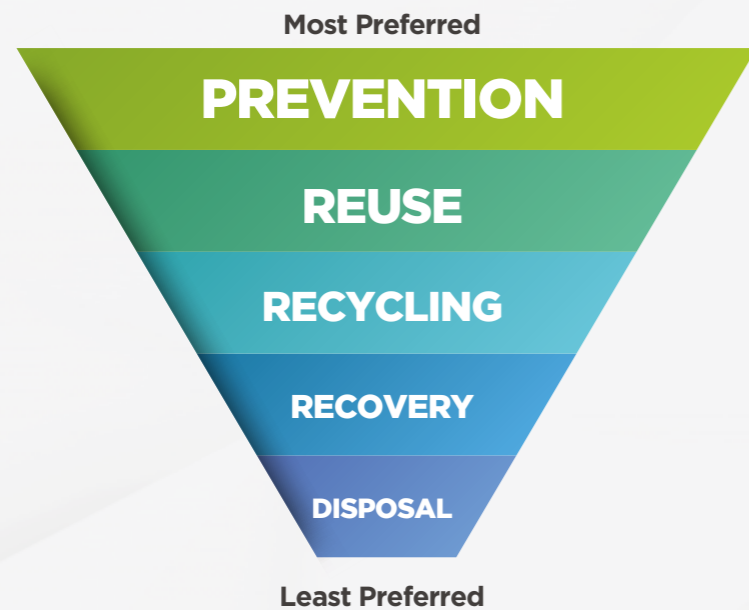 Most Preferred
PREVENTION
REUSE
RECYCLING
RECOVERY
DISPOSAL
Least Preferred